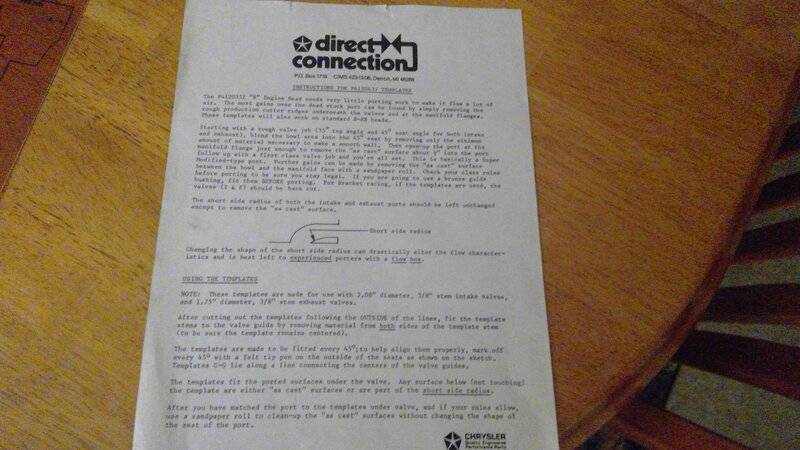 direct
connection
P.O. Box 1718 CIMS 423-13-06, Detroit, MI 48288
INSTRUCTIONS FOR P4120437 TEMPLATES
The P4120352 "B" Engine Head needs very little porting work to make it flow a lot of
air. The most gains over the dead stock port can be found by simply removing the
rough production cutter ridges underneath the valves and at the manifold flanges.
These templates will also work on standard B-RB heads.
Starting with a rough valve job (35° top angle and 45° seat angle for both intake
and exhaust), blend the bowl area into the 45° seat by removing only the minimum
amount of material necessary to make a smooth wall. Then open-up the port at the
manifold flange just enough to remove the "as cast" surface about 1" into the port
follow up with a first class valve job and you're all set. This is basically a Super
Modified-type port. Further gains can be made by removing the "as cast" surface
between the bowl and the manifold face with a sandpaper roll. Check your class rules
before porting to be sure you stay legal. If you are going to use a bronze guide
bushing, fit them BEFORE porting. For Bracket racing, if the templates are used, the
valves (I & E) should be back cut.
The short side radius of both the intake and exhaust ports should be left unchanged
except to remove the "as cast" surface.
Short side radius
Changing the shape of the short side radius can drastically alter the flow character-
istics and is best left to experienced porters with a flow box.
USING THE TEMPLATES
NOTE: These templates are made for use with 2.08" diameter, 3/8" stem intake valves,
and 1.75" diameter, 3/8" stem exhaust valves.
After cutting out the templates following the OUTSIDE of the lines, fit the template
stems to the valve guide by removing material from both sides of the template stem
(to be sure the template remains centered).
The templates are made to be fitted every 45°; to help align them properly, mark off
every 45° with a felt tip pen on the outside of the seats as shown on the sketch.
Templates C-G lie along a line connecting the centers of the valve guides.
The templates fit the ported surfaces under the valve. Any surface below (not touching)
the template are either "as cast" surfaces or are part of the short side radius.
After you have matched the port to the templates under valve, and if your rules allow,
use a sandpaper roll to clean-up the "as cast" surfaces without changing the shape of
the rest of the port.
CHRYSLER
Quality Engineered
Performance Parts